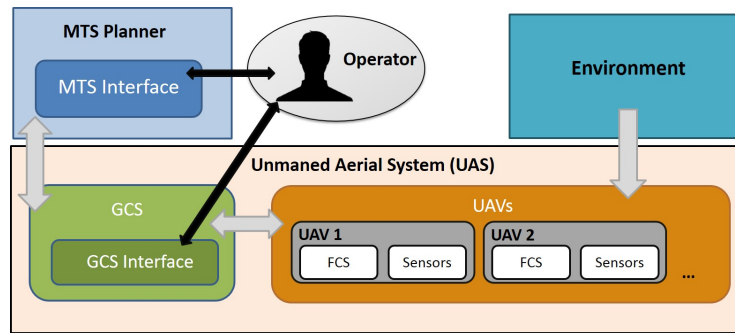 MTS Planner
MTS Interface
Operator
Environment
Unmaned Aerial System (UAS)
GCS
GCS Interface
UAVs
UAV 1
FCS
Sensors
UAV 2
FCS
Sensors
...